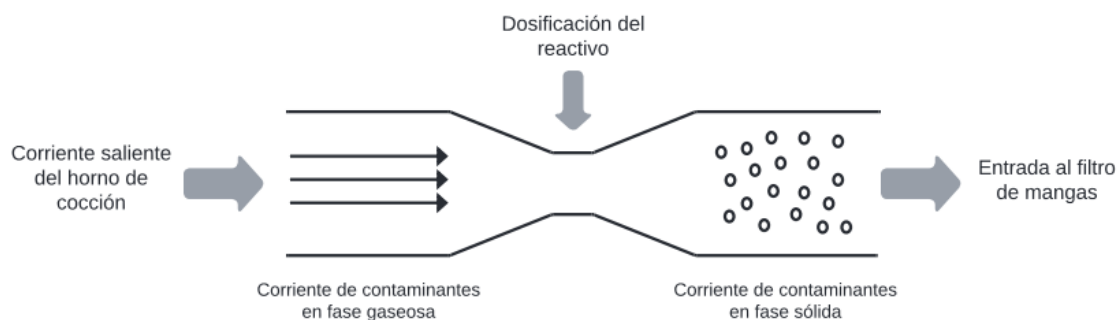 Dosificación del
reactivo
Corriente saliente
del horno de
cocción
Entrada al filtro
de mangas
Corriente de contaminantes
en fase gaseosa
Corriente de contaminantes
en fase sólida